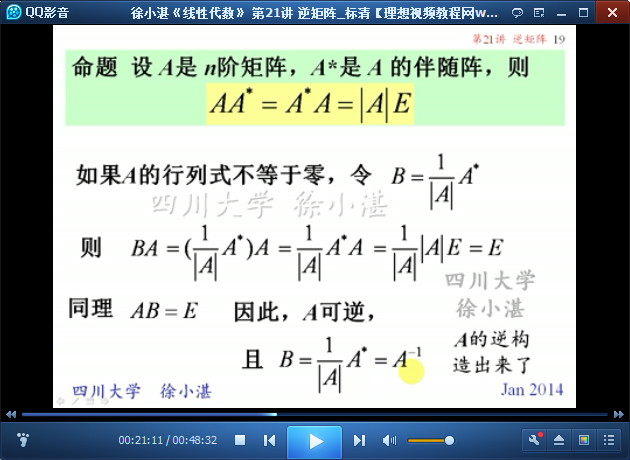 QQ影音
徐小湛《线性代数》 第21讲 逆矩阵_标清〖理想视频教程网w...
第21讲 逆矩阵 19
命题 设 A是 n阶矩阵，A*是 A 的伴随阵，则
AA* = A*A = |A|E
如果A的行列式不等于零，令 B = 1/|A| A*
四川大学 徐小湛
则 BA = (1/|A| A*)A = 1/|A| A*A = 1/|A| |A|E = E
四川大学
徐小湛
同理 AB = E 因此，A可逆，
且 B = 1/|A| A* = A⁻¹
A的逆构
造出来了
四川大学 徐小湛
Jan 2014
00:21:11 / 00:48:32